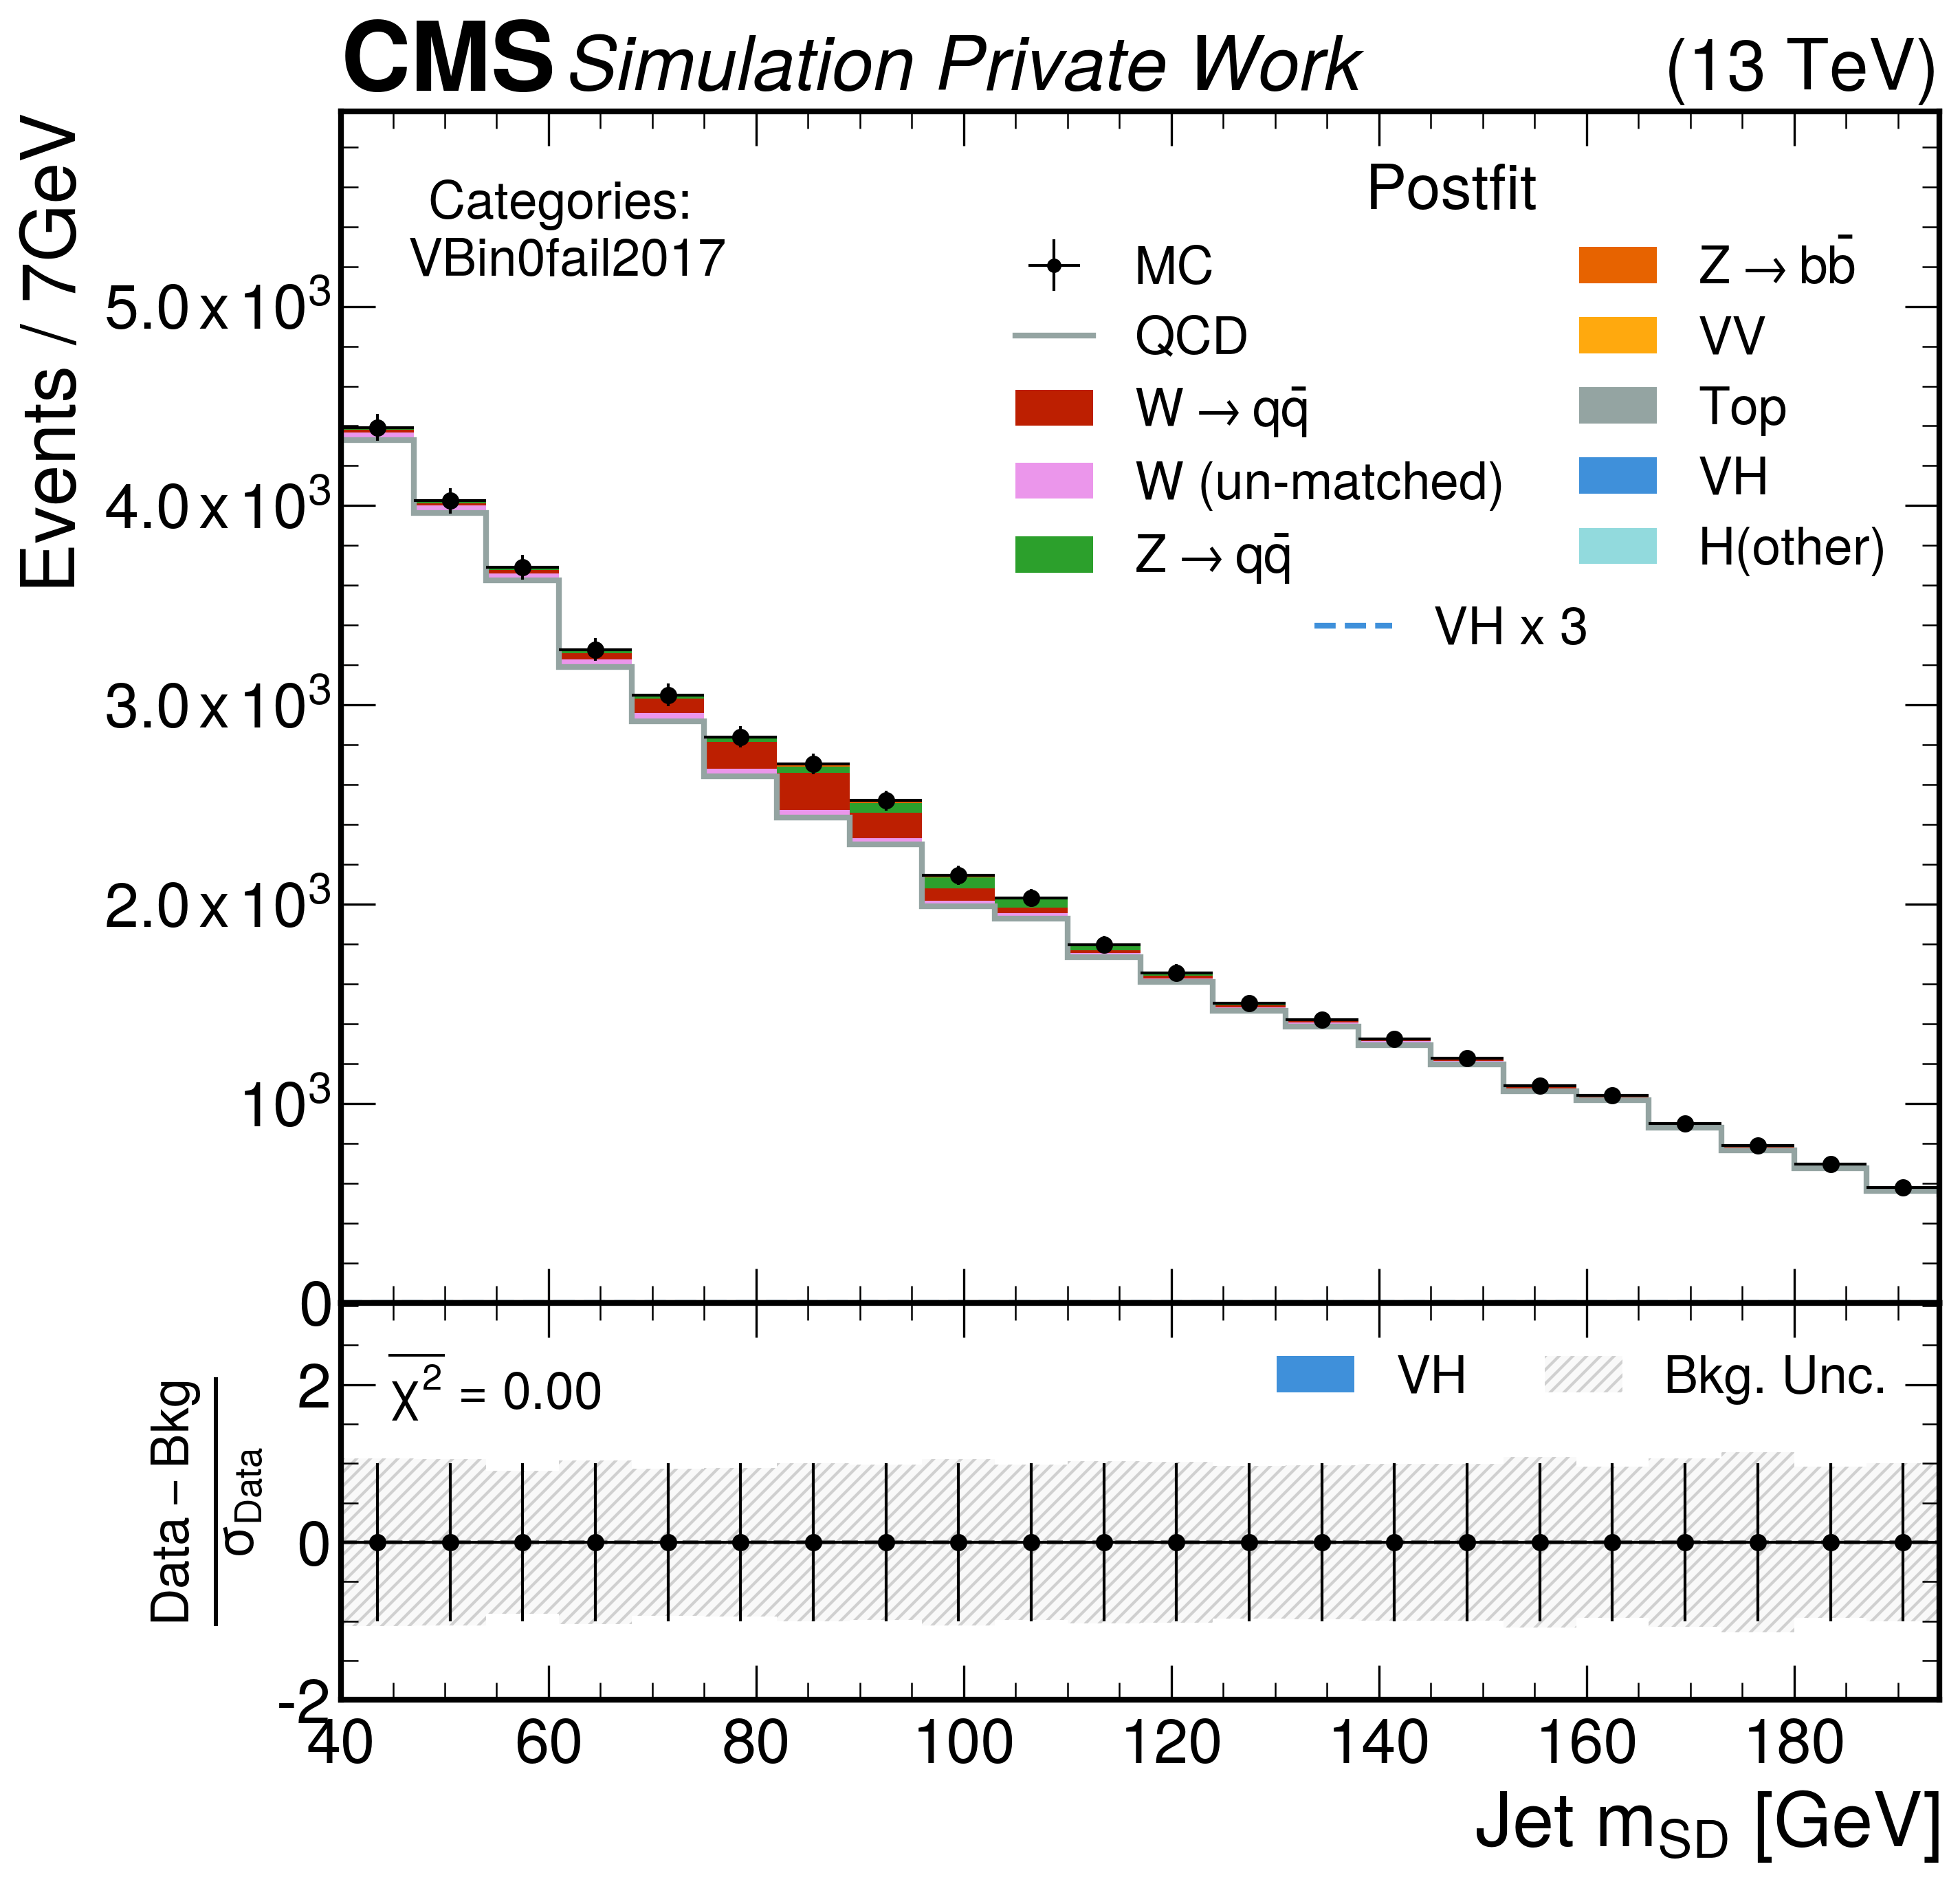 CMS Simulation Private Work (13 TeV)
Events / 7GeV
Categories:
VBin0fail2017
Postfit
MC
QCD
W → qq̄
W (un-matched)
Z → qq̄
Z → bb̄
VV
Top
VH
H(other)
VH x 3
5.0 x 10³
4.0 x 10³
3.0 x 10³
2.0 x 10³
10³
0
Data – Bkg
σ_Data
χ² = 0.00
VH
Bkg. Unc.
2
0
-2
40 60 80 100 120 140 160 180
Jet m_SD [GeV]